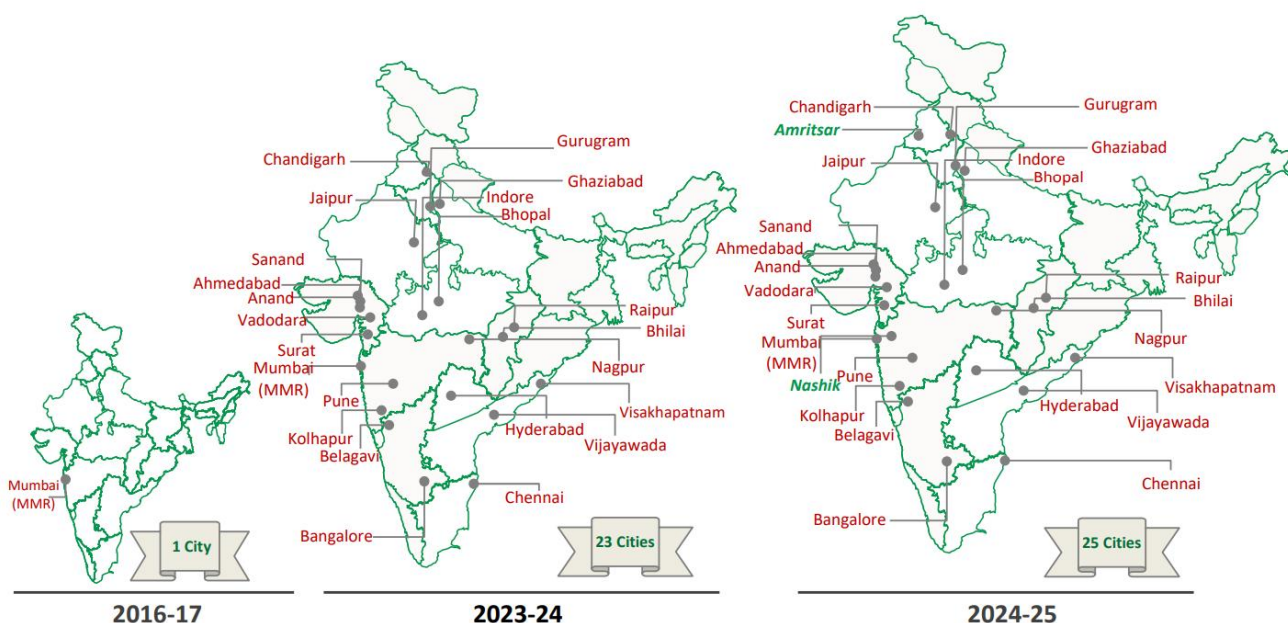 Mumbai
(MMR)
1 City
2016-17
Gurugram
Chandigarh
Ghaziabad
Jaipur
Indore
Bhopal
Sanand
Ahmedabad
Anand
Vadodara
Raipur
Bhilai
Surat
Mumbai
(MMR)
Nagpur
Pune
Visakhapatnam
Kolhapur
Hyderabad
Belagavi
Vijayawada
Chennai
Bangalore
23 Cities
2023-24
Chandigarh
Gurugram
Amritsar
Ghaziabad
Jaipur
Indore
Bhopal
Sanand
Ahmedabad
Anand
Raipur
Vadodara
Bhilai
Surat
Mumbai
(MMR)
Nagpur
Pune
Nashik
Visakhapatnam
Kolhapur
Hyderabad
Belagavi
Vijayawada
Chennai
Bangalore
25 Cities
2024-25